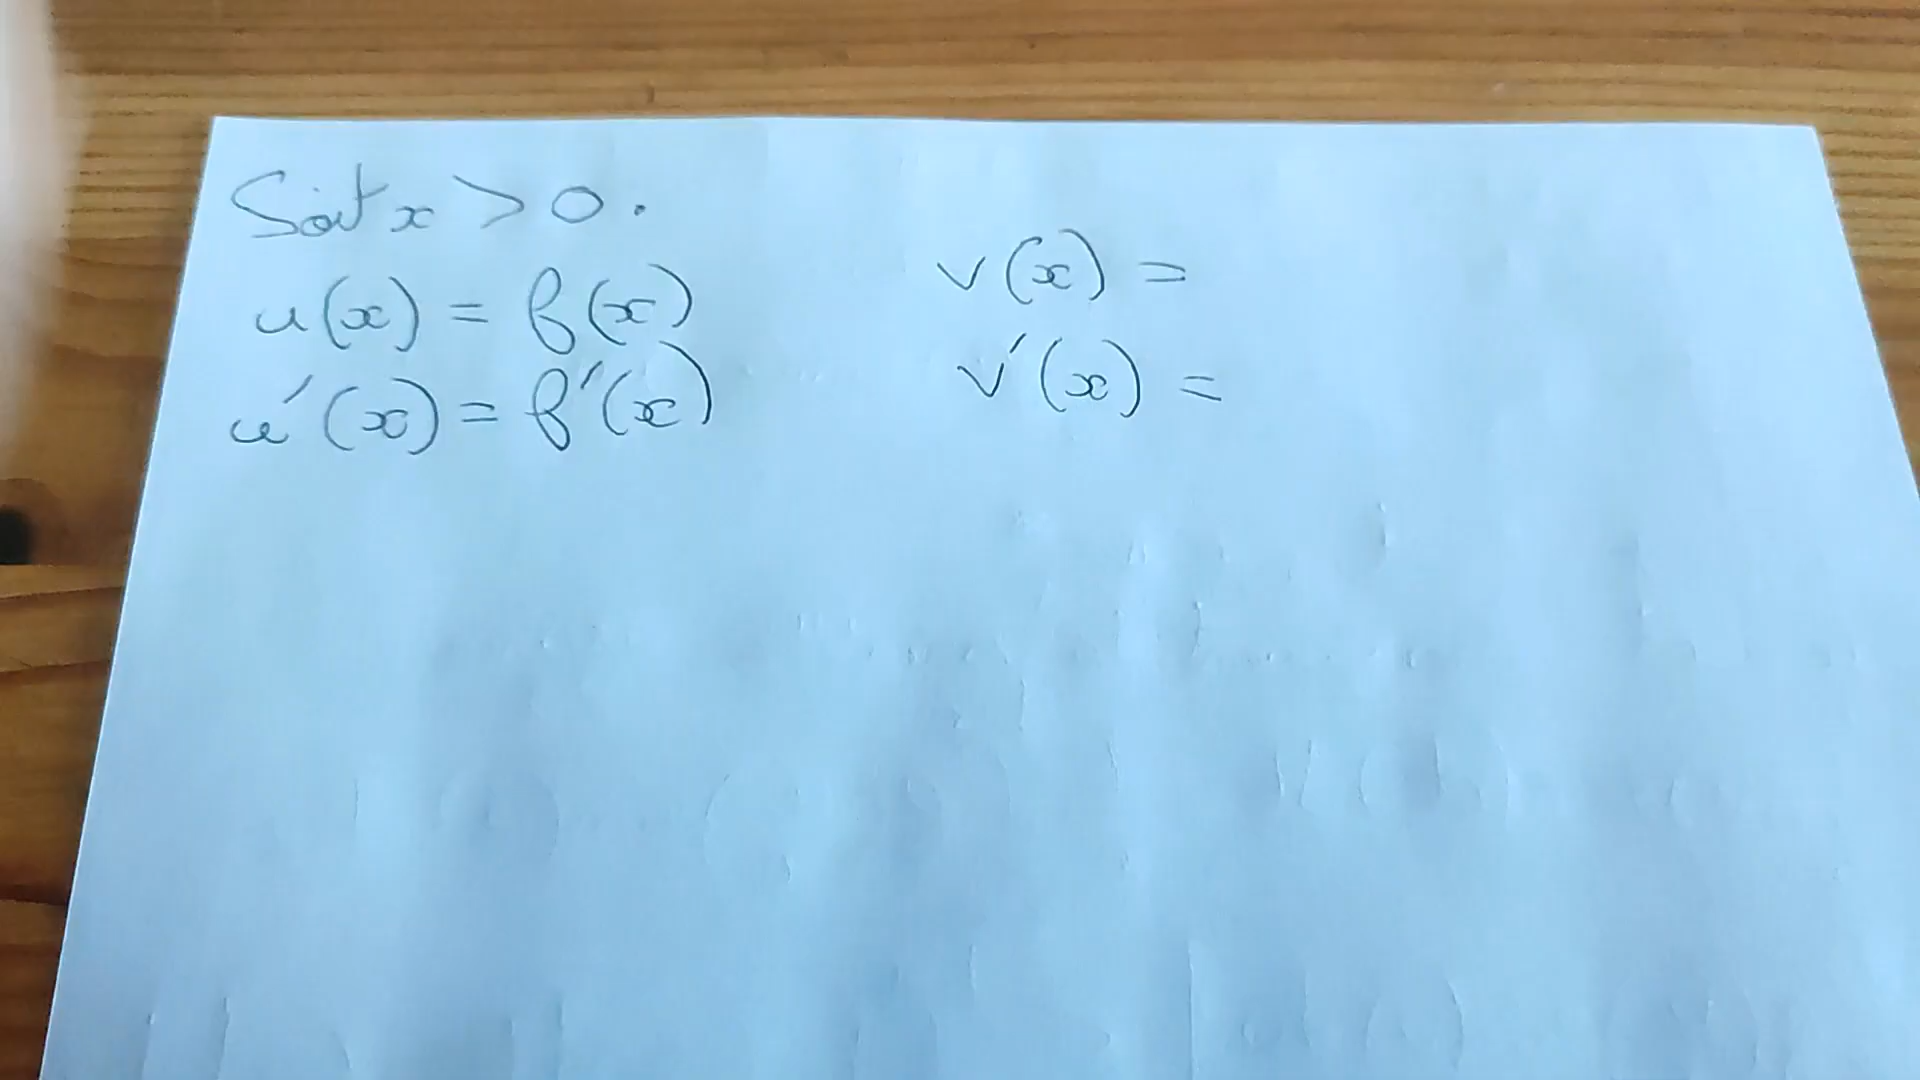 Soit x > 0.
u(x) = f(x)
u'(x) = f'(x)
v(x) =
v'(x) =